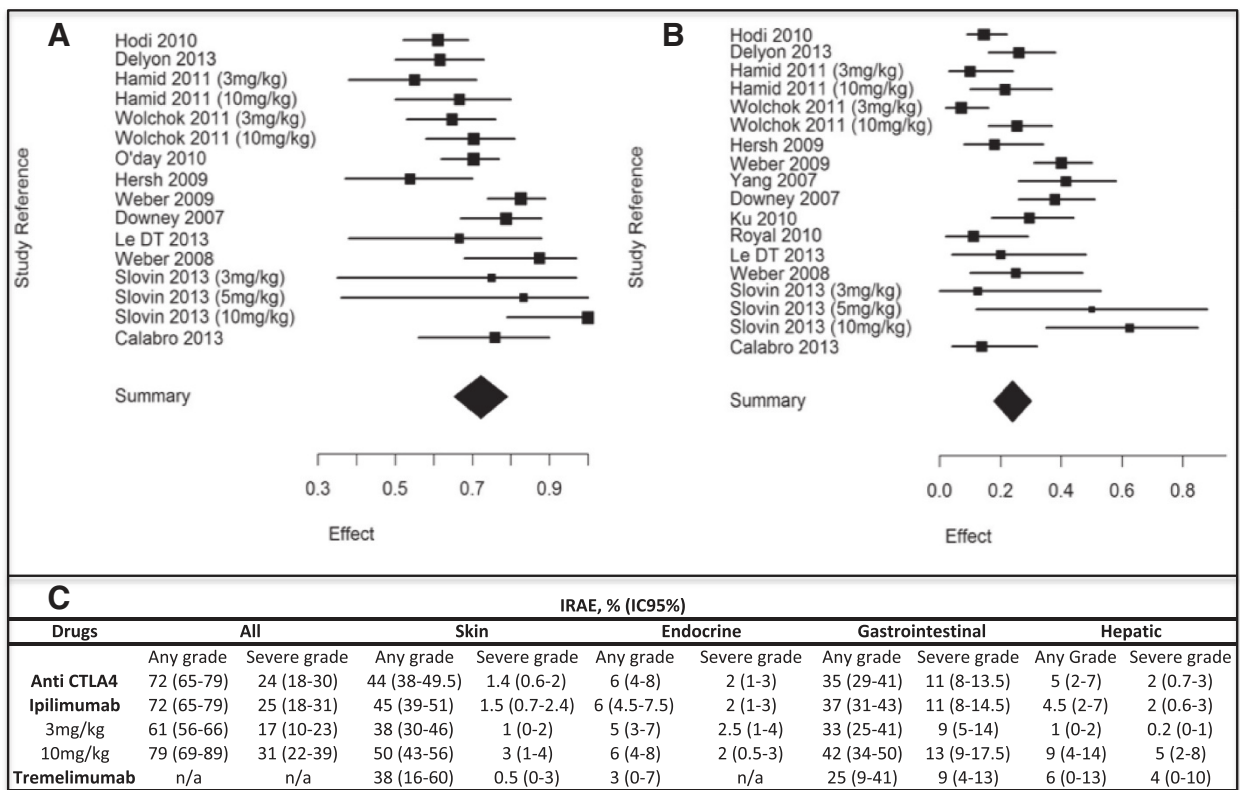 A
Study Reference
Hodi 2010
Delyon 2013
Hamid 2011 (3mg/kg)
Hamid 2011 (10mg/kg)
Wolchok 2011 (3mg/kg)
Wolchok 2011 (10mg/kg)
O'day 2010
Hersh 2009
Weber 2009
Downey 2007
Le DT 2013
Weber 2008
Slovin 2013 (3mg/kg)
Slovin 2013 (5mg/kg)
Slovin 2013 (10mg/kg)
Calabro 2013
Summary
0.3 0.5 0.7 0.9
Effect
B
Study Reference
Hodi 2010
Delyon 2013
Hamid 2011 (3mg/kg)
Hamid 2011 (10mg/kg)
Wolchok 2011 (3mg/kg)
Wolchok 2011 (10mg/kg)
Hersh 2009
Weber 2009
Yang 2007
Downey 2007
Ku 2010
Royal 2010
Le DT 2013
Weber 2008
Slovin 2013 (3mg/kg)
Slovin 2013 (5mg/kg)
Slovin 2013 (10mg/kg)
Calabro 2013
Summary
0.0 0.2 0.4 0.6 0.8
Effect
C
IRAE, % (IC95%)
Drugs All Skin Endocrine Gastrointestinal Hepatic
Any grade Severe grade Any grade Severe grade Any grade Severe grade Any grade Severe grade Any Grade Severe grade
Anti CTLA4 72 (65-79) 24 (18-30) 44 (38-49.5) 1.4 (0.6-2) 6 (4-8) 2 (1-3) 35 (29-41) 11 (8-13.5) 5 (2-7) 2 (0.7-3)
Ipilimumab 72 (65-79) 25 (18-31) 45 (39-51) 1.5 (0.7-2.4) 6 (4.5-7.5) 2 (1-3) 37 (31-43) 11 (8-14.5) 4.5 (2-7) 2 (0.6-3)
3mg/kg 61 (56-66) 17 (10-23) 38 (30-46) 1 (0-2) 5 (3-7) 2.5 (1-4) 33 (25-41) 9 (5-14) 1 (0-2) 0.2 (0-1)
10mg/kg 79 (69-89) 31 (22-39) 50 (43-56) 3 (1-4) 6 (4-8) 2 (0.5-3) 42 (34-50) 13 (9-17.5) 9 (4-14) 5 (2-8)
Tremelimumab n/a n/a 38 (16-60) 0.5 (0-3) 3 (0-7) n/a 25 (9-41) 9 (4-13) 6 (0-13) 4 (0-10)